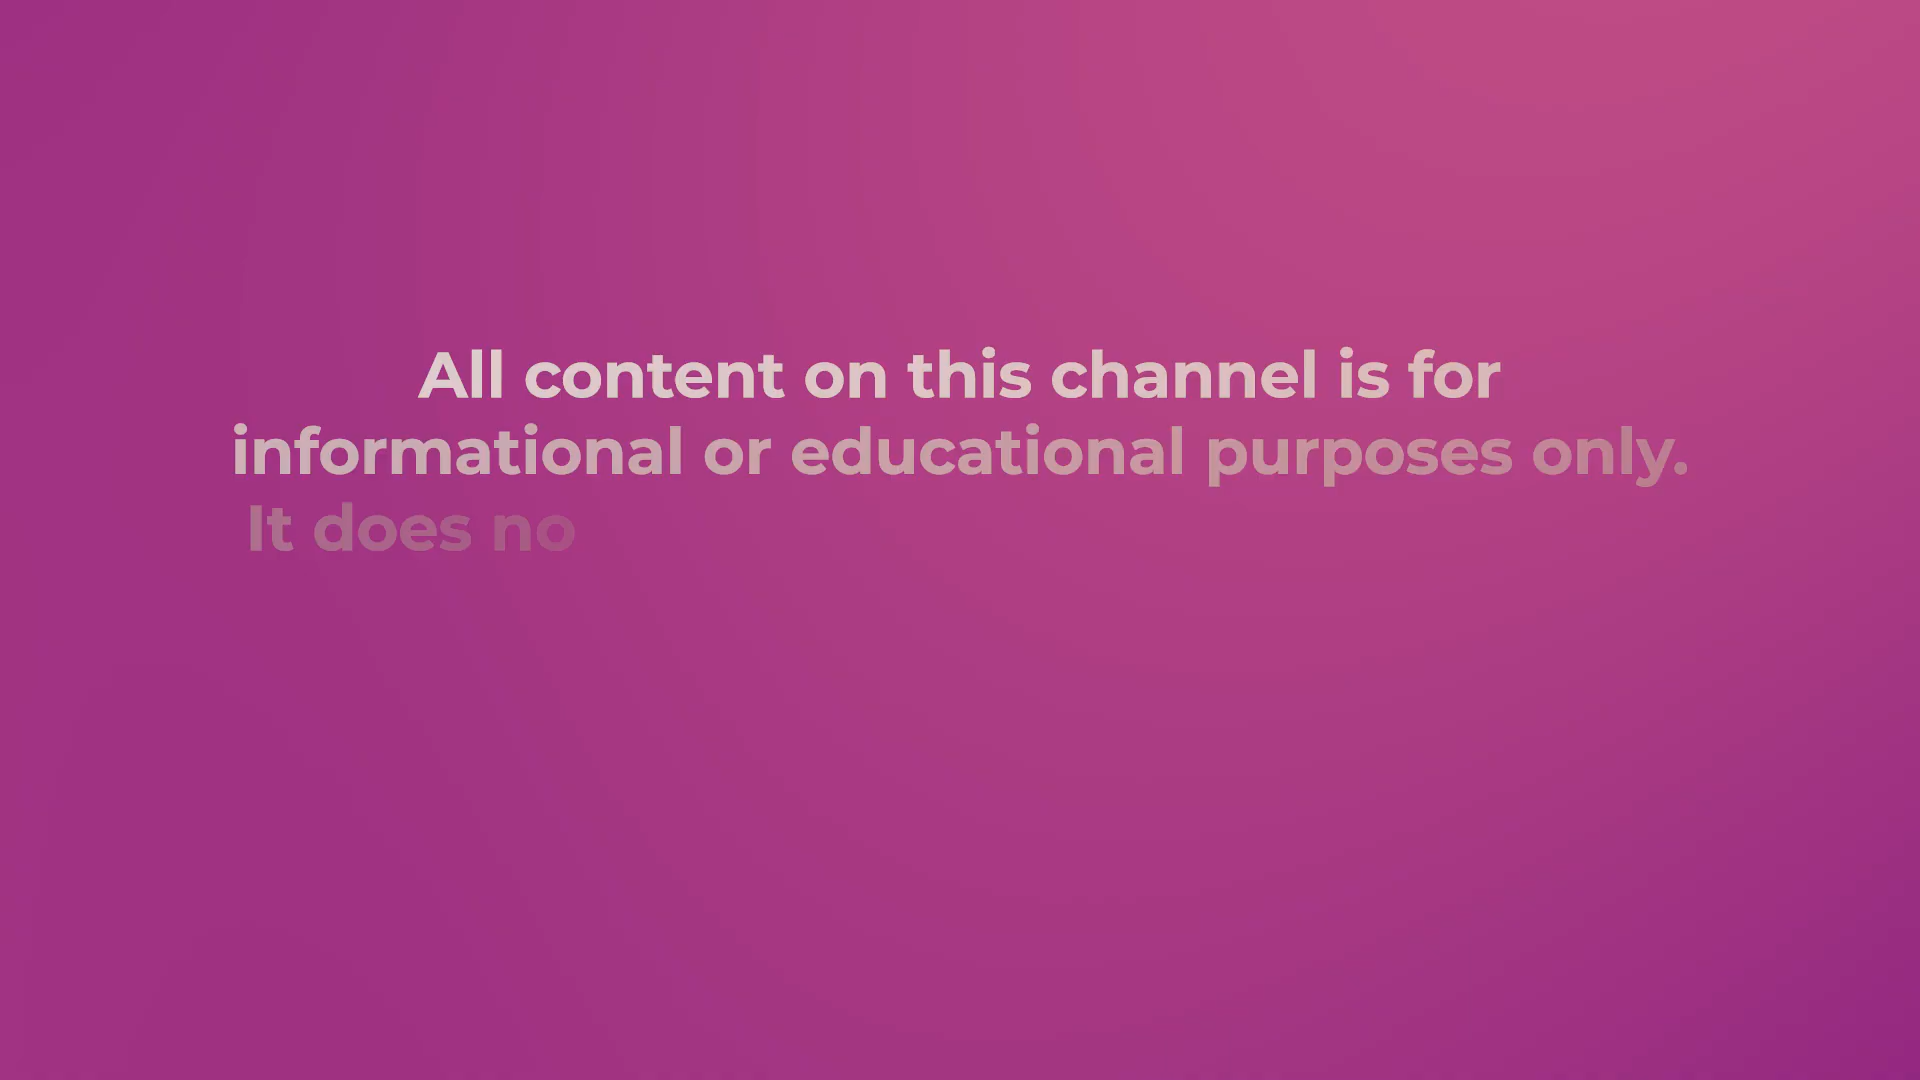 All content on this channel is for
informational or educational purposes only.
It does no